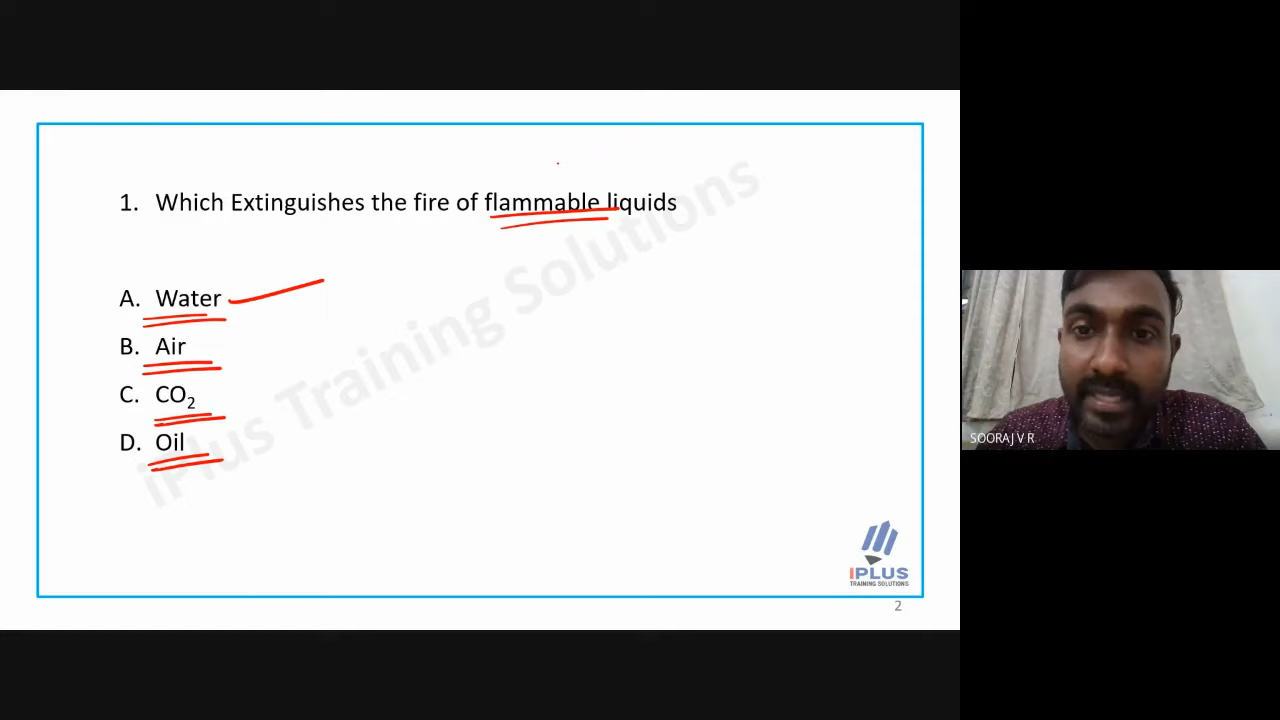 1. Which Extinguishes the fire of flammable liquids
A. Water
B. Air
C. CO₂
D. Oil
iPlus Training Solutions
IPLUS
TRAINING SOLUTIONS
2
SOORAJ V R